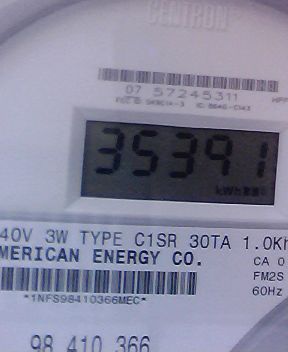 CENTRON®
07 57245311
35391
kWh
40V 3W TYPE C1SR 30TA 1.0Kh
MERICAN ENERGY CO.
CA 0
FM2S
60Hz
*1NFS98410366MEC*
98 410 366